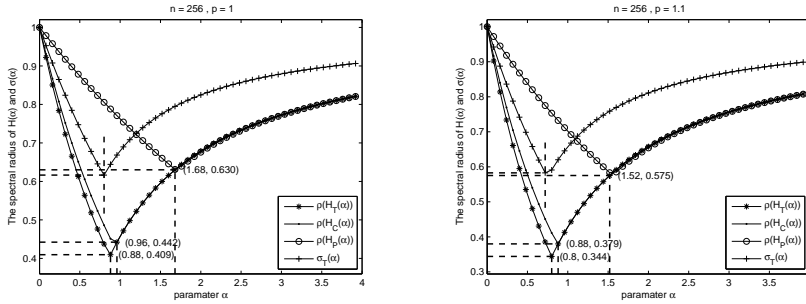 n = 256 , p = 1
The spectral radius of H(α) and σ(α)
1
0.9
0.8
0.7
0.6
0.5
0.4
0
0.5
1
1.5
2
2.5
3
3.5
4
paramater α
(1.68, 0.630)
(0.96, 0.442)
(0.88, 0.409)
ρ(H_T(α))
ρ(H_C(α))
ρ(H_P(α))
σ_T(α)
n = 256 , p = 1.1
The spectral radius of H(α) and σ(α)
1
0.9
0.8
0.7
0.6
0.5
0.4
0.3
0
0.5
1
1.5
2
2.5
3
3.5
4
paramater α
(1.52, 0.575)
(0.88, 0.379)
(0.8, 0.344)
ρ(H_T(α))
ρ(H_C(α))
ρ(H_P(α))
σ_T(α)